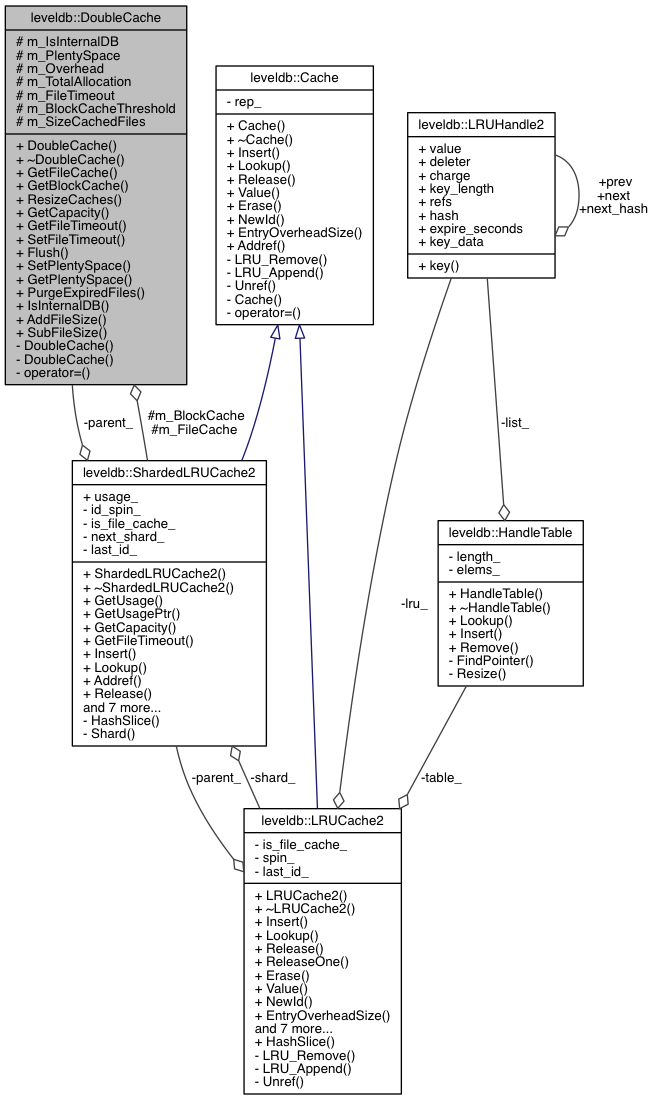 leveldb::DoubleCache
# m_IsInternalDB
# m_PlentySpace
# m_Overhead
# m_TotalAllocation
# m_FileTimeout
# m_BlockCacheThreshold
# m_SizeCachedFiles
+ DoubleCache()
+ ~DoubleCache()
+ GetFileCache()
+ GetBlockCache()
+ ResizeCaches()
+ GetCapacity()
+ GetFileTimeout()
+ SetFileTimeout()
+ Flush()
+ SetPlentySpace()
+ GetPlentySpace()
+ PurgeExpiredFiles()
+ IsInternalDB()
+ AddFileSize()
+ SubFileSize()
- DoubleCache()
- DoubleCache()
- operator=()
leveldb::Cache
- rep_
+ Cache()
+ ~Cache()
+ Insert()
+ Lookup()
+ Release()
+ Value()
+ Erase()
+ NewId()
+ EntryOverheadSize()
+ Addref()
- LRU_Remove()
- LRU_Append()
- Unref()
- Cache()
- operator=()
leveldb::LRUHandle2
+ value
+ deleter
+ charge
+ key_length
+ refs
+ hash
+ expire_seconds
+ key_data
+ key()
+prev
+next
+next_hash
-parent_
#m_BlockCache
#m_FileCache
-list_
leveldb::ShardedLRUCache2
+ usage_
- id_spin_
- is_file_cache_
- next_shard_
- last_id_
+ ShardedLRUCache2()
+ ~ShardedLRUCache2()
+ GetUsage()
+ GetUsagePtr()
+ GetCapacity()
+ GetFileTimeout()
+ Insert()
+ Lookup()
+ Addref()
+ Release()
and 7 more...
- HashSlice()
- Shard()
leveldb::HandleTable
- length_
- elems_
+ HandleTable()
+ ~HandleTable()
+ Lookup()
+ Insert()
+ Remove()
- FindPointer()
- Resize()
-lru_
-parent_
-shard_
-table_
leveldb::LRUCache2
- is_file_cache_
- spin_
- last_id_
+ LRUCache2()
+ ~LRUCache2()
+ Insert()
+ Lookup()
+ Release()
+ ReleaseOne()
+ Erase()
+ Value()
+ NewId()
+ EntryOverheadSize()
and 7 more...
+ HashSlice()
- LRU_Remove()
- LRU_Append()
- Unref()